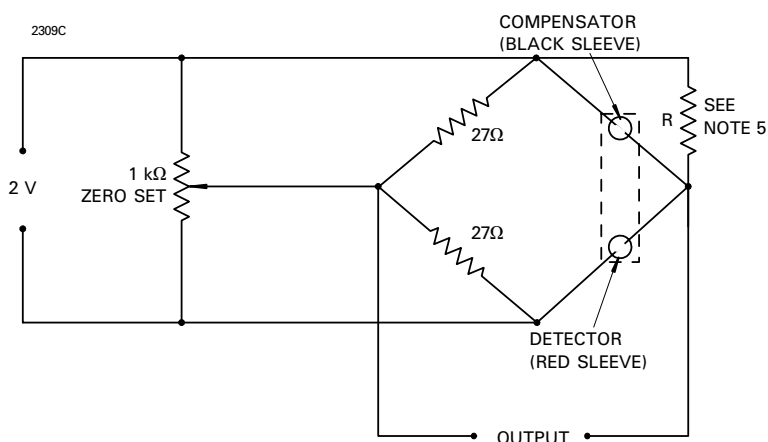 2309C
COMPENSATOR
(BLACK SLEEVE)
27Ω
R
SEE
NOTE 5
2 V
1 kΩ
ZERO SET
27Ω
DETECTOR
(RED SLEEVE)
OUTPUT